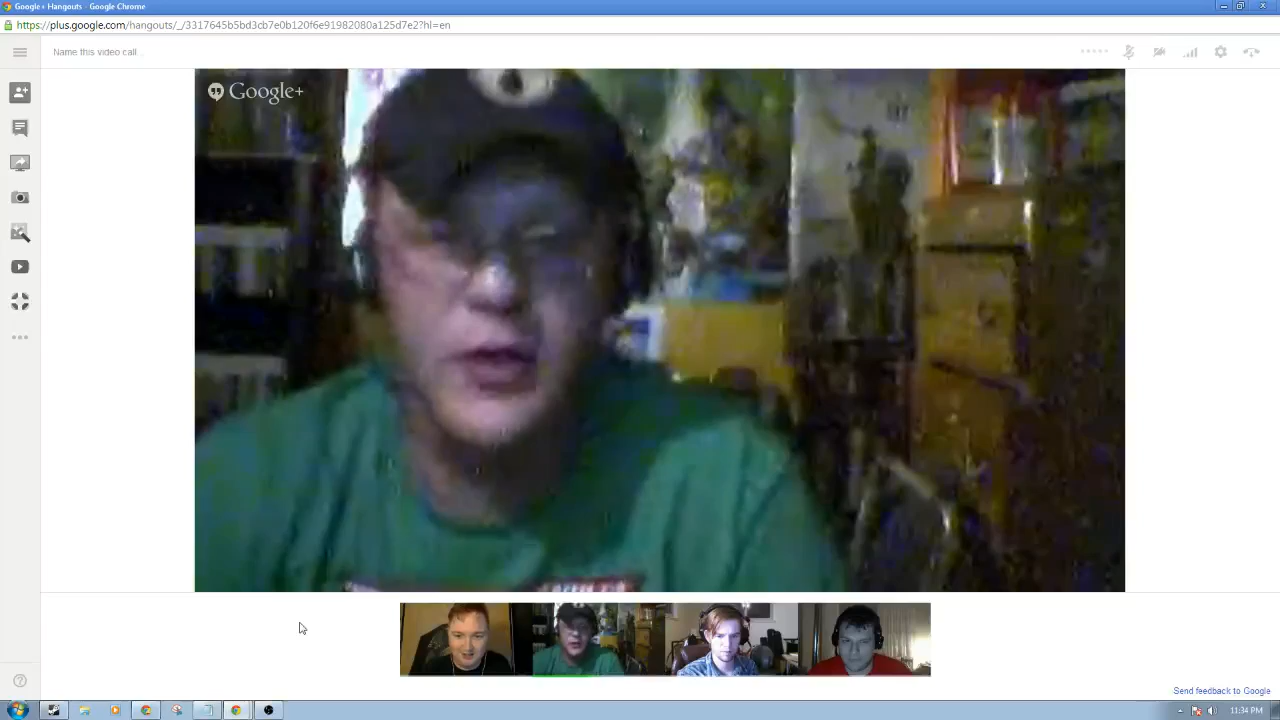 Google+ Hangouts - Google Chrome
https://plus.google.com/hangouts/_/3317645b5bd3cb7e0b120f6e91982080a125d7e2?hl=en
Name this video call
Google+
Send feedback to Google
11:34 PM